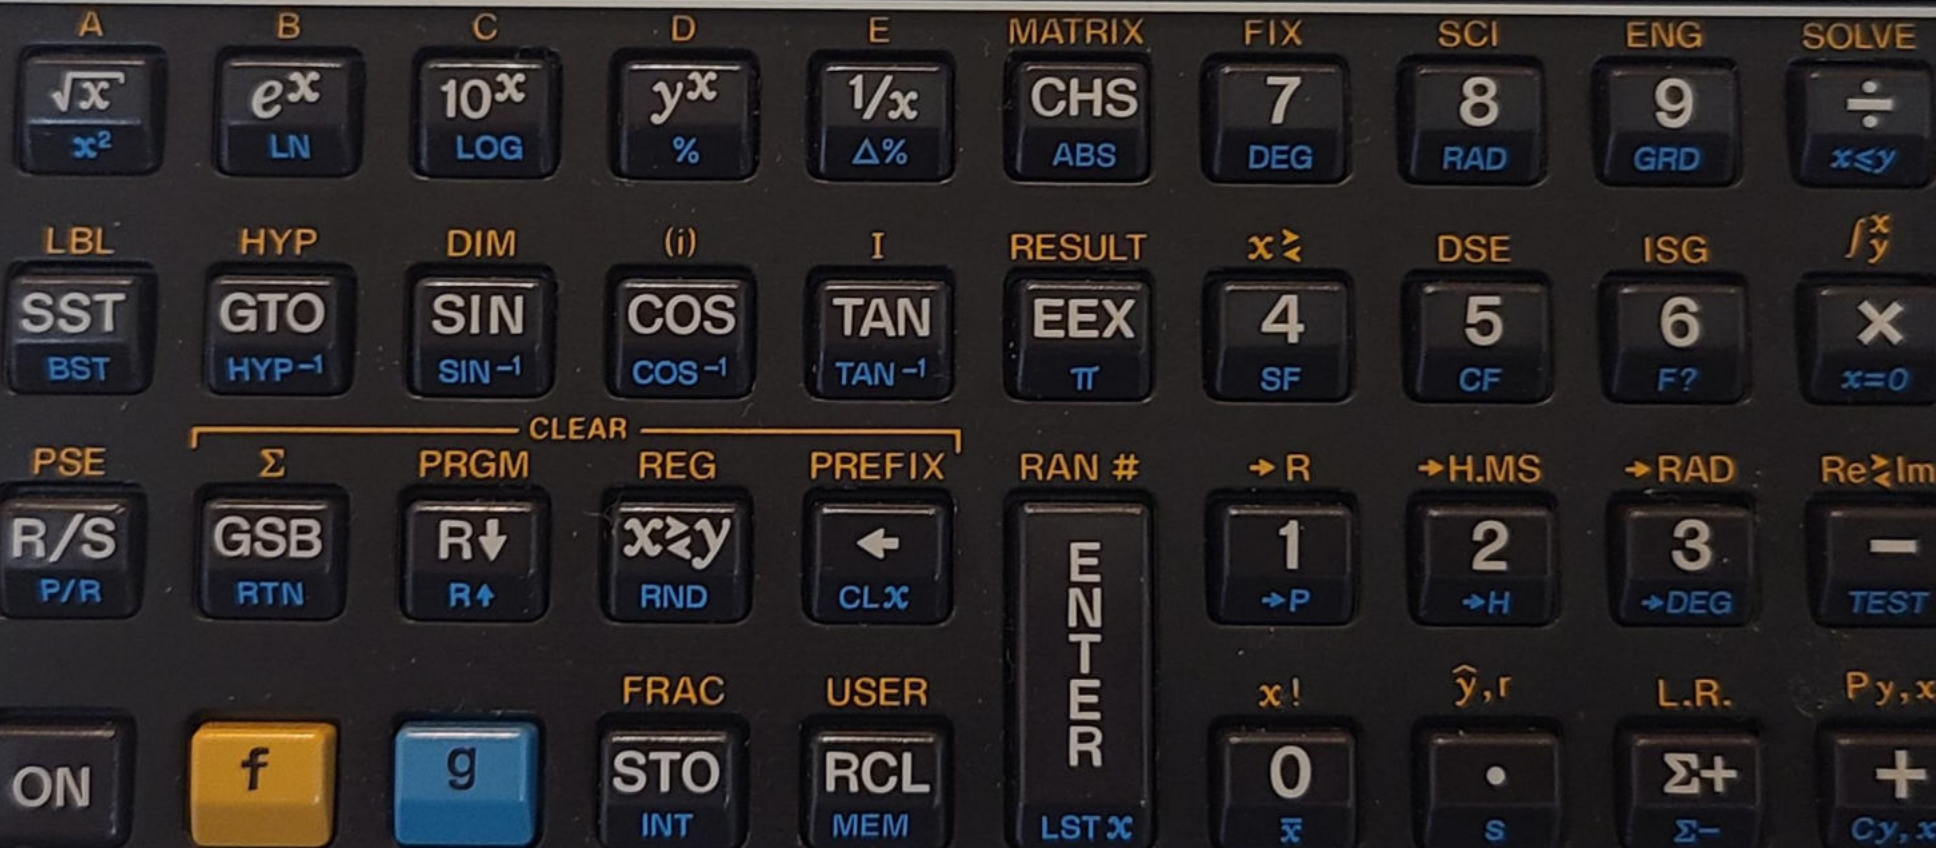 A B C D E MATRIX FIX SCI ENG SOLVE
√x eˣ 10ˣ yˣ 1/x CHS 7 8 9 ÷
x² LN LOG % Δ% ABS DEG RAD GRD x≤y
LBL HYP DIM (i) I RESULT x≷ DSE ISG ∫xy
SST GTO SIN COS TAN EEX 4 5 6 ×
BST HYP⁻¹ SIN⁻¹ COS⁻¹ TAN⁻¹ π SF CF F? x=0
CLEAR
PSE Σ PRGM REG PREFIX RAN # →R →H.MS →RAD Re≷Im
R/S GSB R↓ x≷y ← ENTER 1 2 3 −
P/R RTN R↑ RND CLx →P →H →DEG TEST
FRAC USER x! ŷ,r L.R. Py,x
ON f g STO RCL 0 · Σ+ +
INT MEM LST x x̄ s Σ− Cy,x